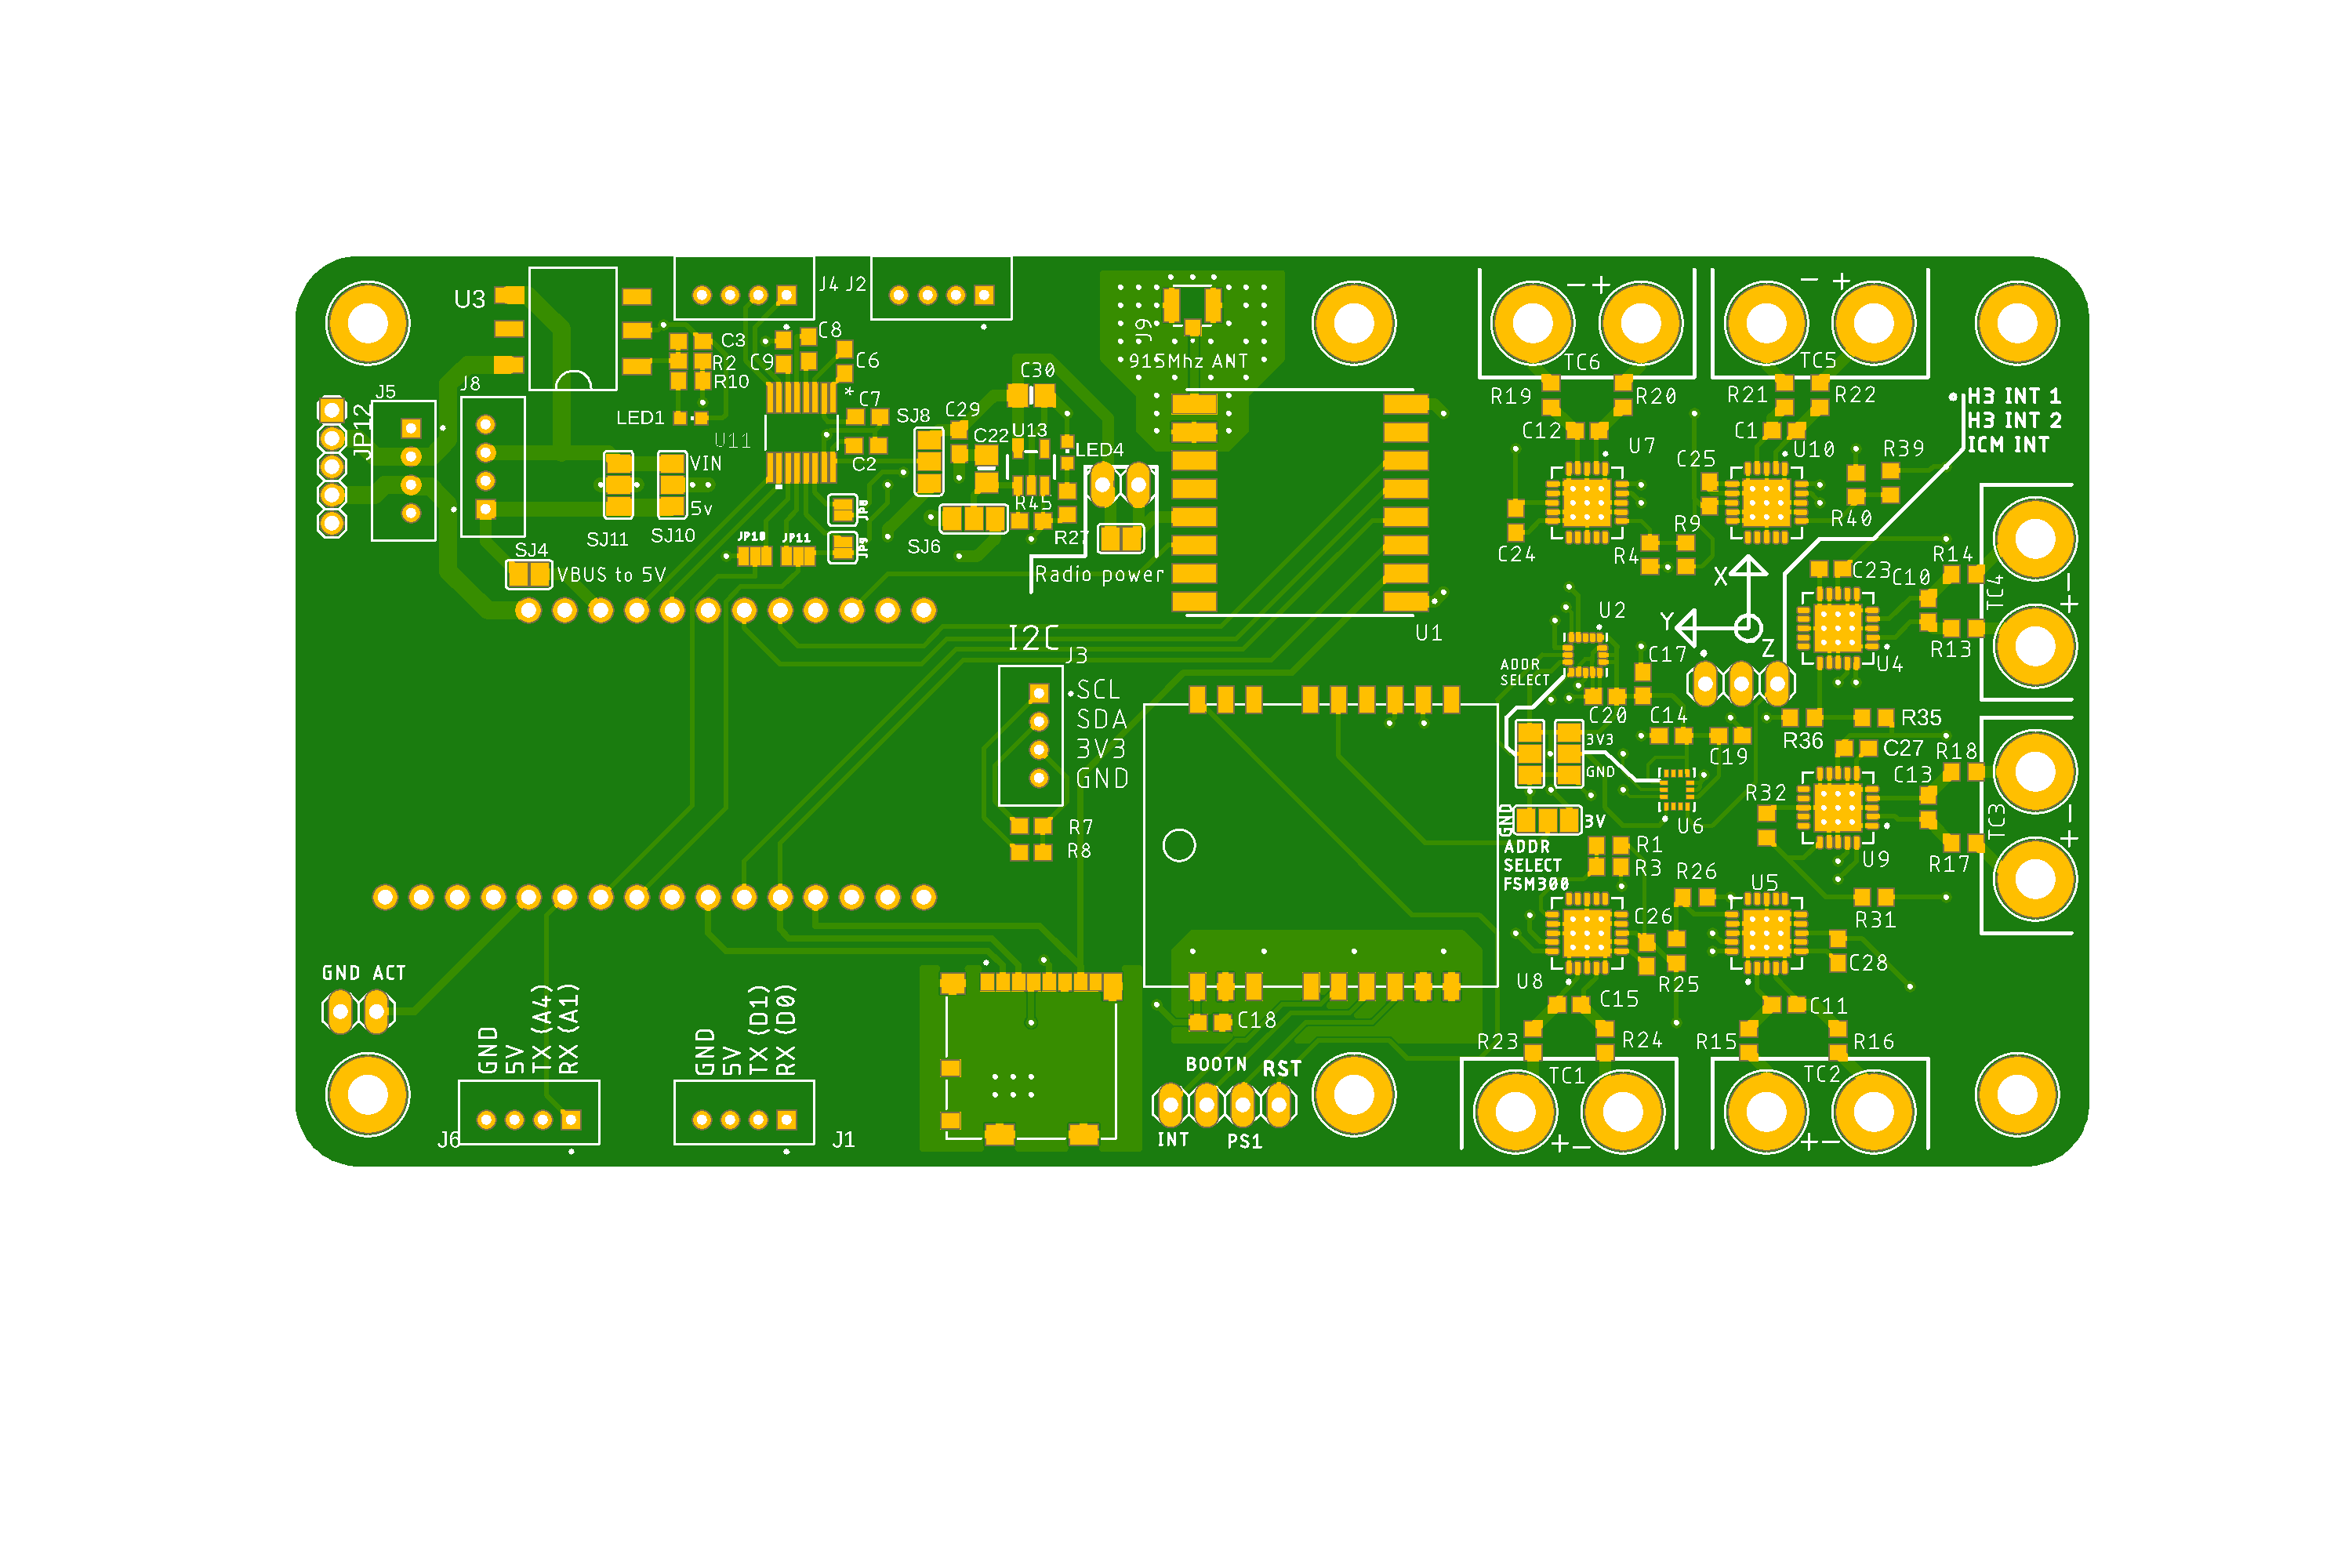 U3
J4 J2
J9
915Mhz ANT
C3
C8
R2
C9
C6
R10
LED1
U11
*
C7
C2
J5
J8
JP12
SJ8
C29
C30
C22
U13
LED4
R45
SJ6
R27
VIN
5v
SJ11
SJ10
JP8
JP9
JP10
JP11
SJ4
VBUS to 5V
Radio power
U1
- +
TC6
- +
TC5
R19
R20
R21
R22
C12
U7
C1
U10
C25
R39
R40
C24
R4
R9
H3 INT 1
H3 INT 2
ICM INT
X
Y
Z
C23
C10
R14
TC4
- +
R13
U4
U2
C17
ADDR
SELECT
C20
C14
C19
R36
R35
C27
R18
C13
TC3
- +
R17
U9
R32
R31
3V3
GND
U6
GND
3V
ADDR
SELECT
FSM300
R1
R3
R26
U5
C26
R25
C28
U8
C15
C11
R23
R24
R15
R16
TC1
+ -
TC2
+ -
I2C
J3
SCL
SDA
3V3
GND
R7
R8
C18
BOOTN
RST
INT
PS1
GND ACT
GND
5V
TX(A4)
RX(A1)
J6
GND
5V
TX(D1)
RX(D0)
J1